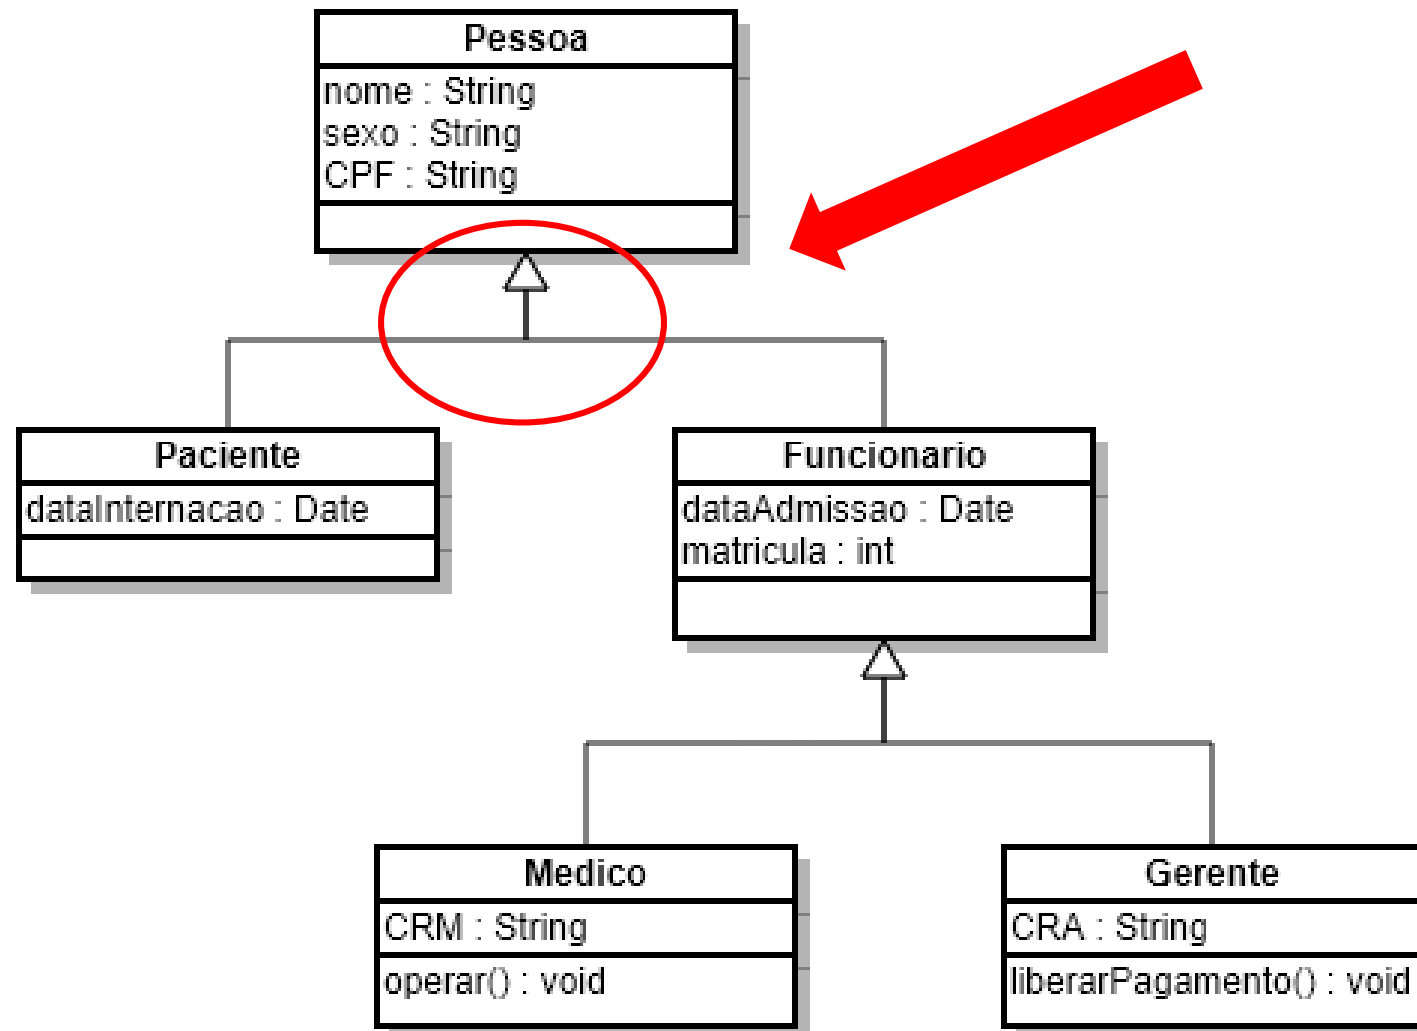 Pessoa
nome : String
sexo : String
CPF : String
Paciente
dataInternacao : Date
Funcionario
dataAdmissao : Date
matricula : int
Medico
CRM : String
operar() : void
Gerente
CRA : String
liberarPagamento() : void